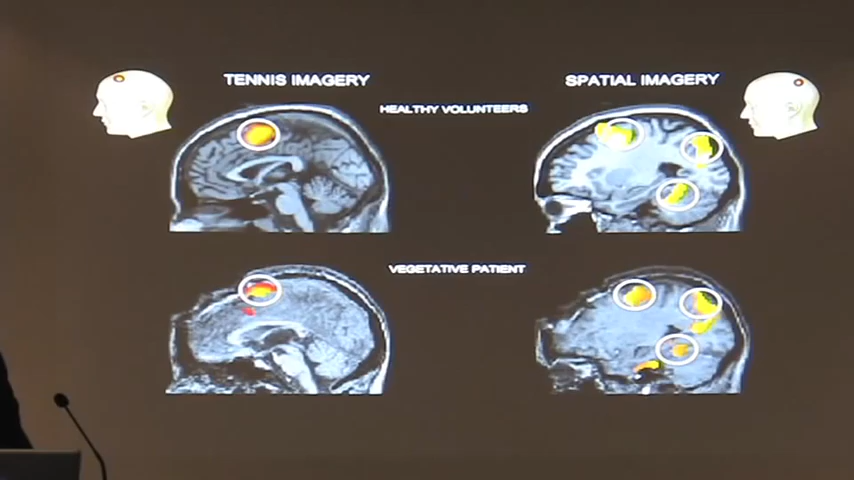 TENNIS IMAGERY
SPATIAL IMAGERY
HEALTHY VOLUNTEERS
VEGETATIVE PATIENT